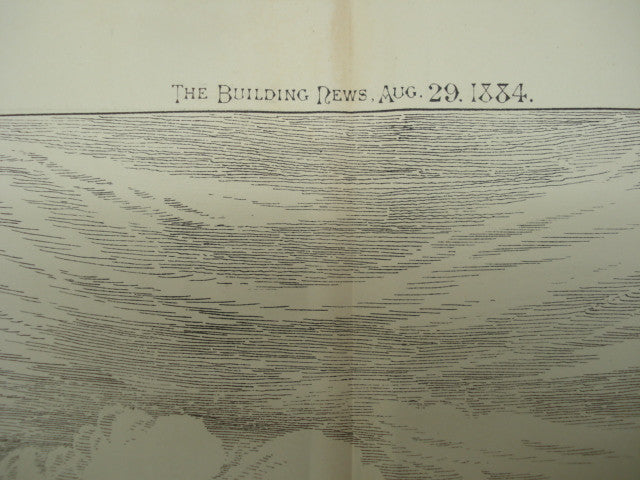 The Building News, Aug. 29. 1884.